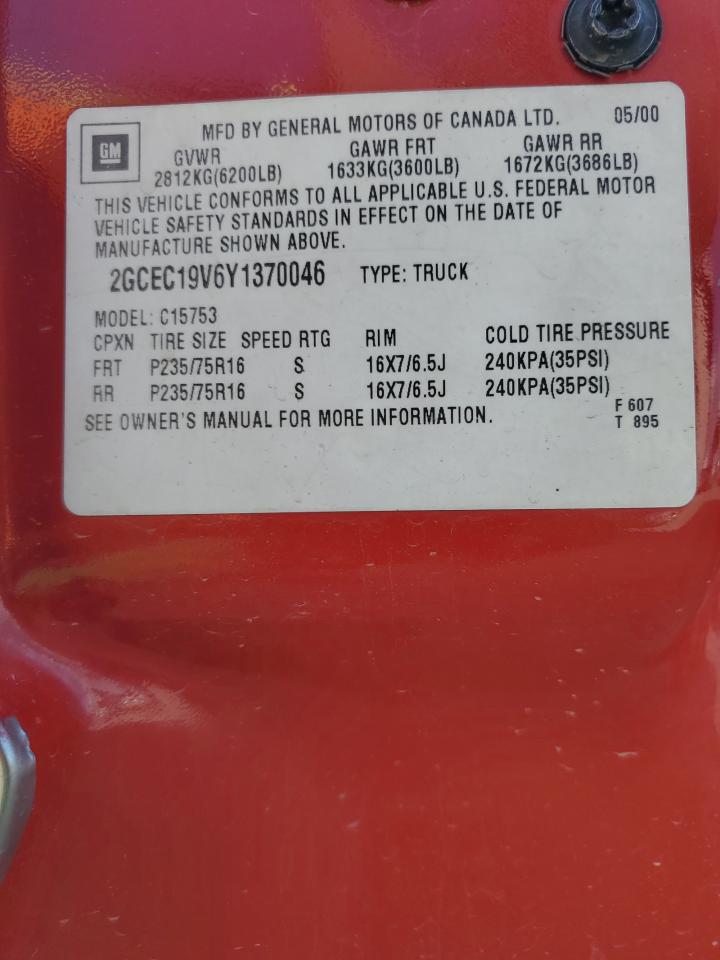 MFD BY GENERAL MOTORS OF CANADA LTD. 05/00
GM
GVWR GAWR FRT GAWR RR
2812KG(6200LB) 1633KG(3600LB) 1672KG(3686LB)
THIS VEHICLE CONFORMS TO ALL APPLICABLE U.S. FEDERAL MOTOR
VEHICLE SAFETY STANDARDS IN EFFECT ON THE DATE OF
MANUFACTURE SHOWN ABOVE.
2GCEC19V6Y1370046 TYPE: TRUCK
MODEL: C15753
CPXN TIRE SIZE SPEED RTG RIM COLD TIRE PRESSURE
FRT P235/75R16 S 16X7/6.5J 240KPA(35PSI)
RR P235/75R16 S 16X7/6.5J 240KPA(35PSI)
SEE OWNER'S MANUAL FOR MORE INFORMATION.
F 607
T 895